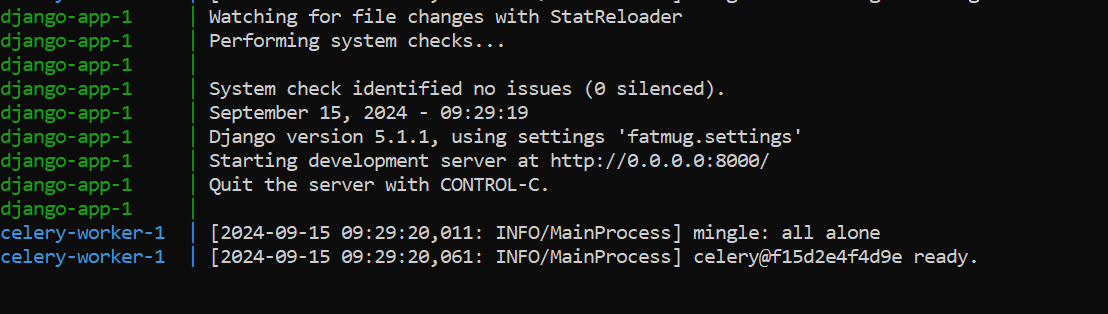 django-app-1 | Watching for file changes with StatReloader
django-app-1 | Performing system checks...
django-app-1 |
django-app-1 | System check identified no issues (0 silenced).
django-app-1 | September 15, 2024 - 09:29:19
django-app-1 | Django version 5.1.1, using settings 'fatmug.settings'
django-app-1 | Starting development server at http://0.0.0.0:8000/
django-app-1 | Quit the server with CONTROL-C.
django-app-1 |
celery-worker-1 | [2024-09-15 09:29:20,011: INFO/MainProcess] mingle: all alone
celery-worker-1 | [2024-09-15 09:29:20,061: INFO/MainProcess] celery@f15d2e4f4d9e ready.